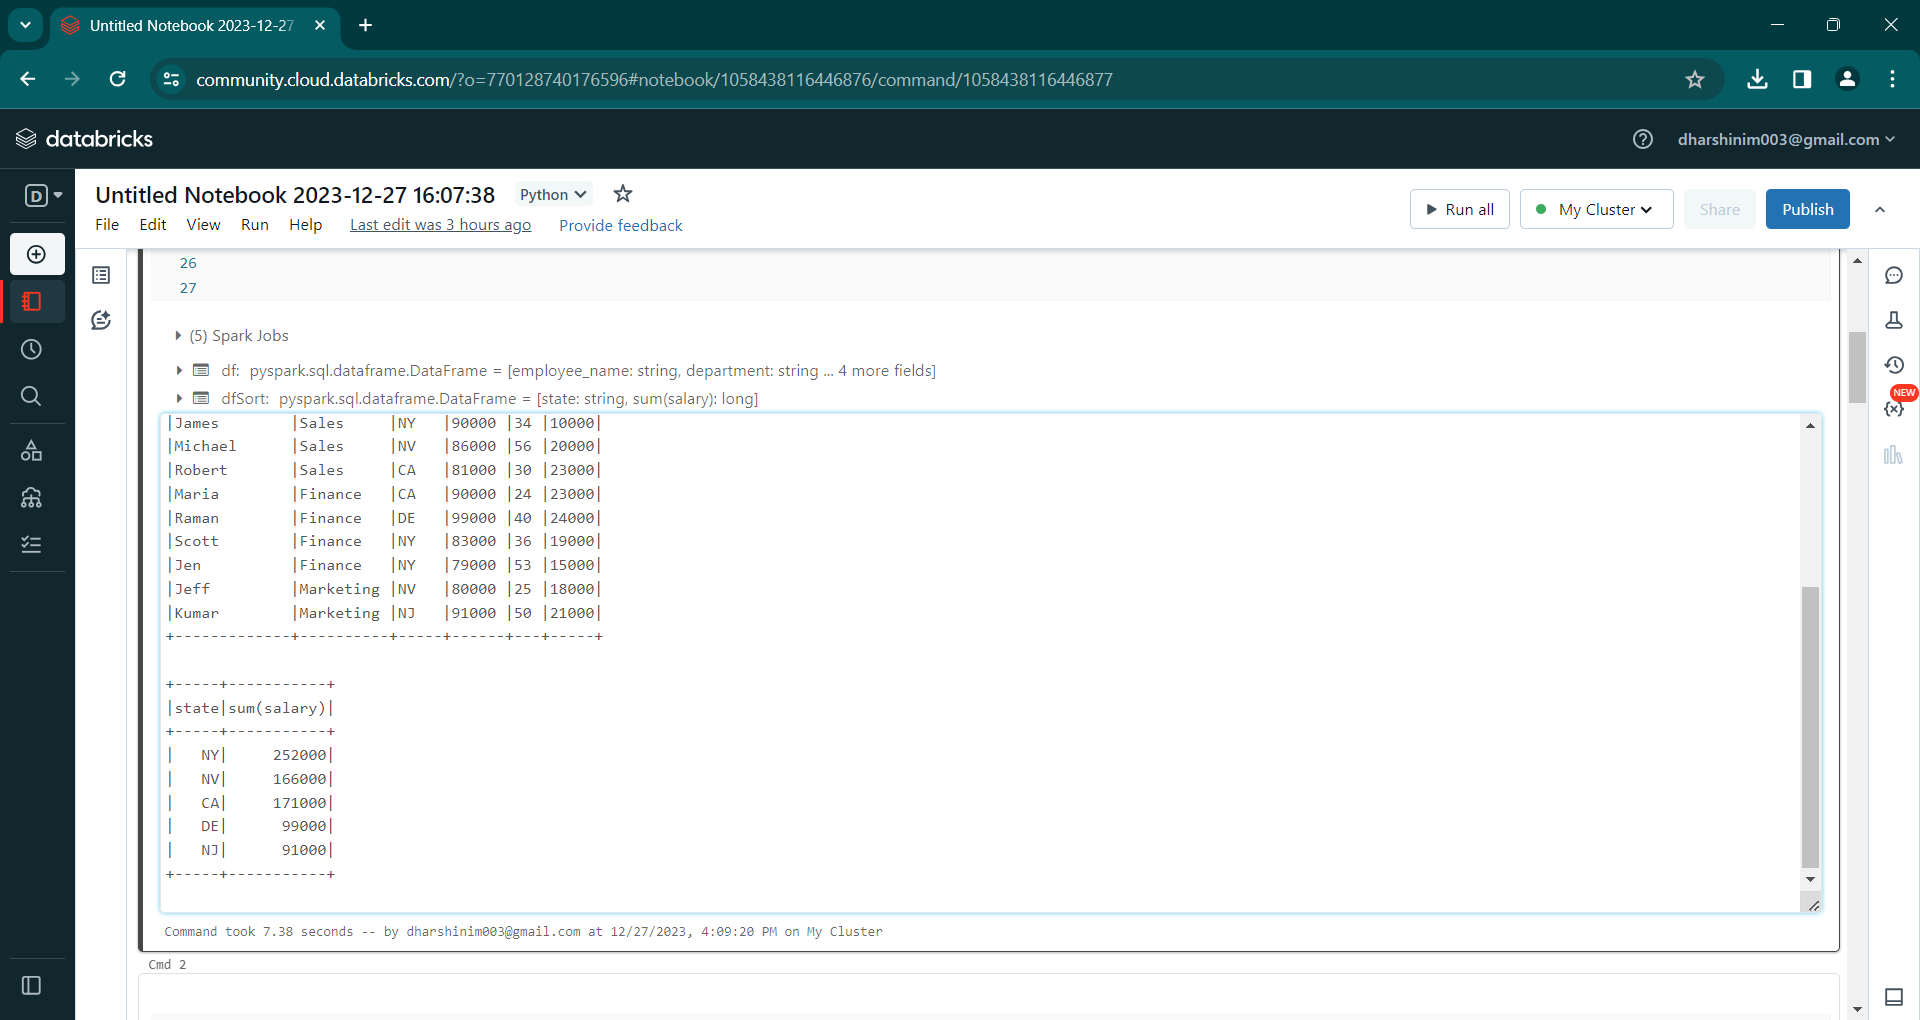 Untitled Notebook 2023-12-27
community.cloud.databricks.com/?o=770128740176596#notebook/1058438116446876/command/1058438116446877
databricks
dharshinim003@gmail.com
D
Untitled Notebook 2023-12-27 16:07:38 Python
File Edit View Run Help Last edit was 3 hours ago Provide feedback
Run all My Cluster Share Publish
26
27
(5) Spark Jobs
df: pyspark.sql.dataframe.DataFrame = [employee_name: string, department: string ... 4 more fields]
dfSort: pyspark.sql.dataframe.DataFrame = [state: string, sum(salary): long]
NEW
|James        |Sales     |NY   |90000 |34 |10000|
|Michael      |Sales     |NV   |86000 |56 |20000|
|Robert       |Sales     |CA   |81000 |30 |23000|
|Maria        |Finance   |CA   |90000 |24 |23000|
|Raman        |Finance   |DE   |99000 |40 |24000|
|Scott        |Finance   |NY   |83000 |36 |19000|
|Jen          |Finance   |NY   |79000 |53 |15000|
|Jeff         |Marketing |NV   |80000 |25 |18000|
|Kumar        |Marketing |NJ   |91000 |50 |21000|
+-------------+----------+-----+------+---+-----+
+-----+-----------+
|state|sum(salary)|
+-----+-----------+
|   NY|     252000|
|   NV|     166000|
|   CA|     171000|
|   DE|      99000|
|   NJ|      91000|
+-----+-----------+
Command took 7.38 seconds -- by dharshinim003@gmail.com at 12/27/2023, 4:09:20 PM on My Cluster
Cmd 2